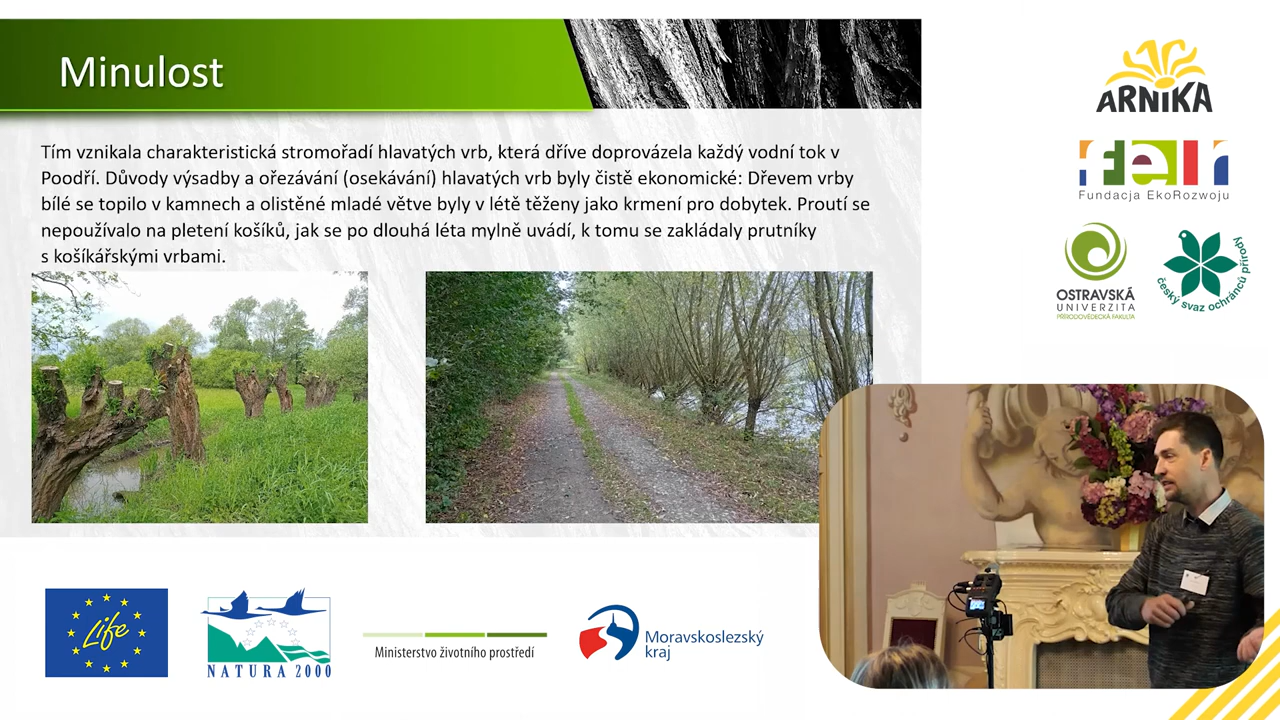 Minulost
Tím vznikala charakteristická stromořadí hlavatých vrb, která dříve doprovázela každý vodní tok v
Poodří. Důvody výsadby a ořezávání (osekávání) hlavatých vrb byly čistě ekonomické: Dřevem vrby
bílé se topilo v kamnech a olistěné mladé větve byly v létě těženy jako krmení pro dobytek. Proutí se
nepoužívalo na pletení košíků, jak se po dlouhá léta mylně uvádí, k tomu se zakládaly prutníky
s košíkářskými vrbami.
ARNIKA
feir
Fundacja EkoRozwoju
OSTRAVSKÁ
UNIVERZITA
PŘÍRODOVĚDECKÁ FAKULTA
český svaz ochránců přírody
Life
NATURA 2000
Ministerstvo životního prostředí
Moravskoslezský
kraj